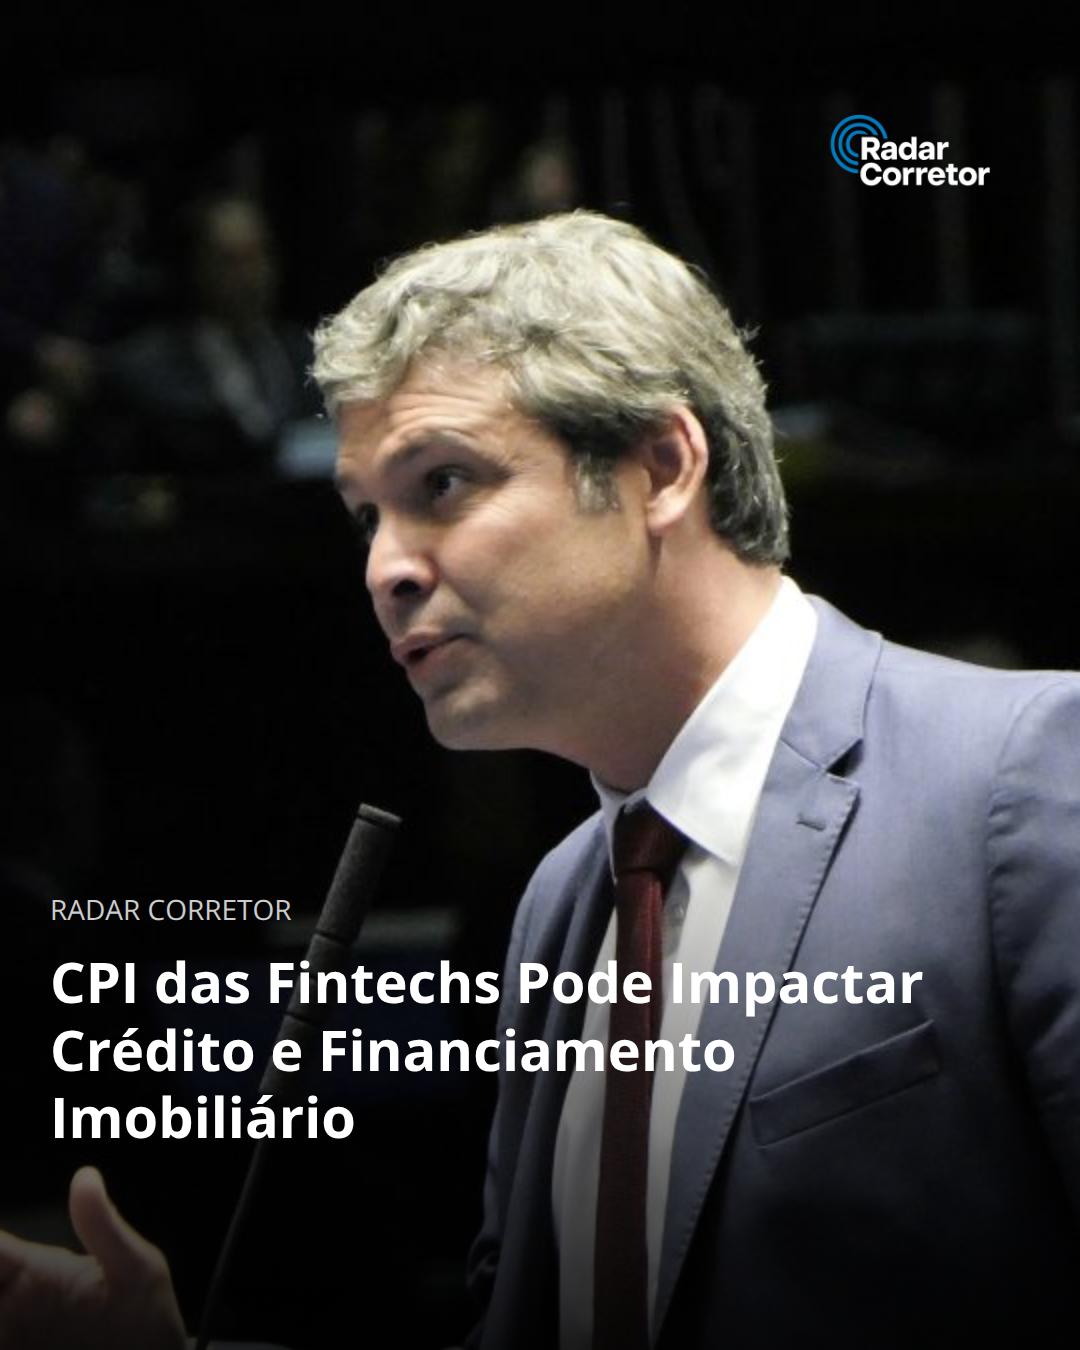 Radar
Corretor
RADAR CORRETOR
CPI das Fintechs Pode Impactar
Crédito e Financiamento
Imobiliário